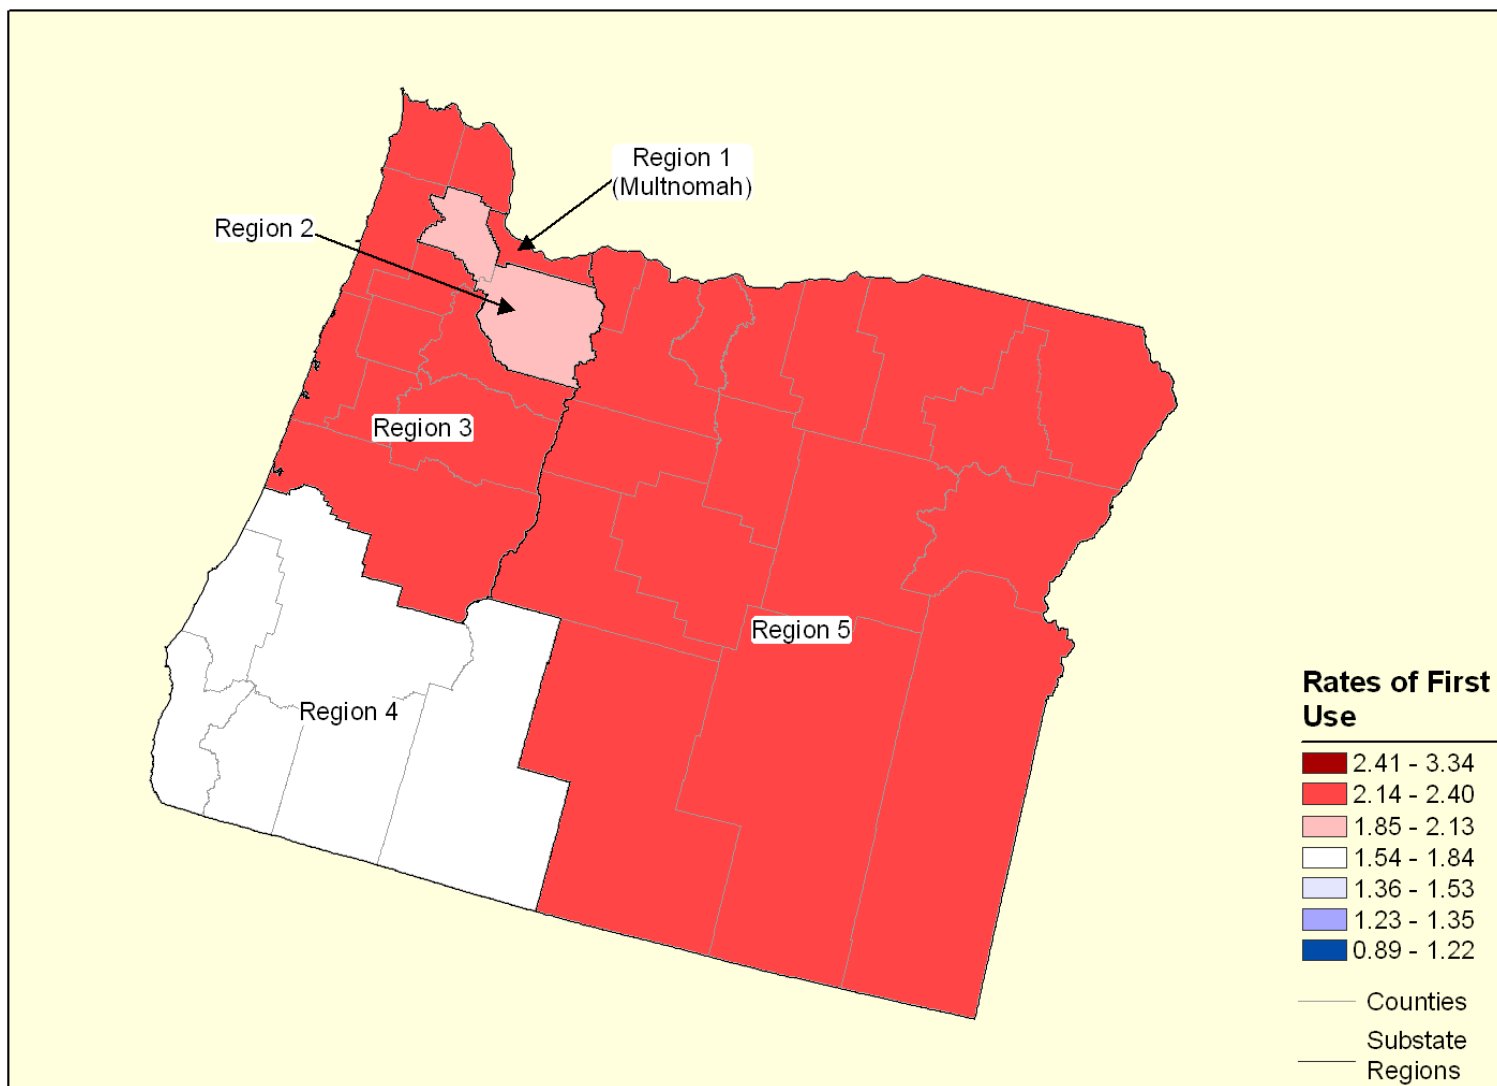 Region 1
(Multnomah)
Region 2
Region 3
Region 5
Region 4
Rates of First
Use
2.41 - 3.34
2.14 - 2.40
1.85 - 2.13
1.54 - 1.84
1.36 - 1.53
1.23 - 1.35
0.89 - 1.22
Counties
Substate
Regions